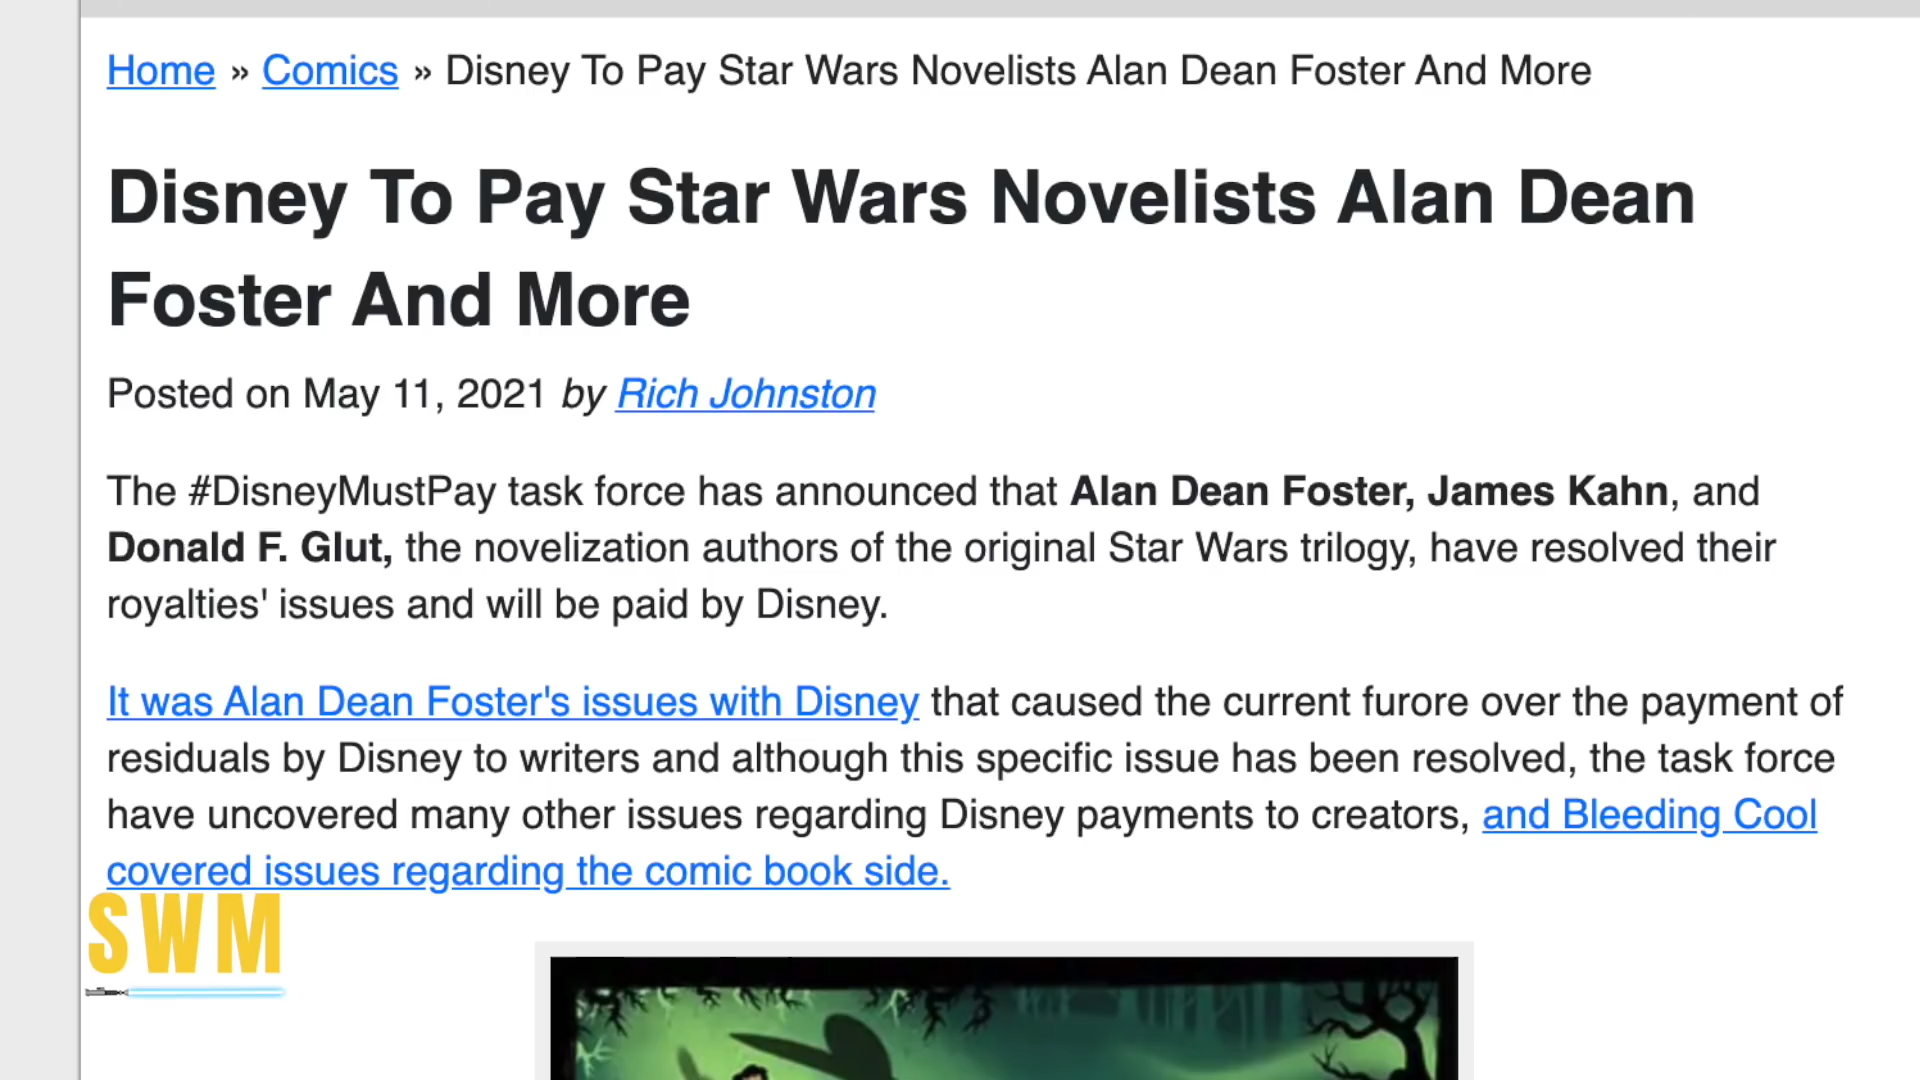 Home » Comics » Disney To Pay Star Wars Novelists Alan Dean Foster And More
Disney To Pay Star Wars Novelists Alan Dean
Foster And More
Posted on May 11, 2021 by Rich Johnston
The #DisneyMustPay task force has announced that Alan Dean Foster, James Kahn, and
Donald F. Glut, the novelization authors of the original Star Wars trilogy, have resolved their
royalties' issues and will be paid by Disney.
It was Alan Dean Foster's issues with Disney that caused the current furore over the payment of
residuals by Disney to writers and although this specific issue has been resolved, the task force
have uncovered many other issues regarding Disney payments to creators, and Bleeding Cool
covered issues regarding the comic book side.
SWM